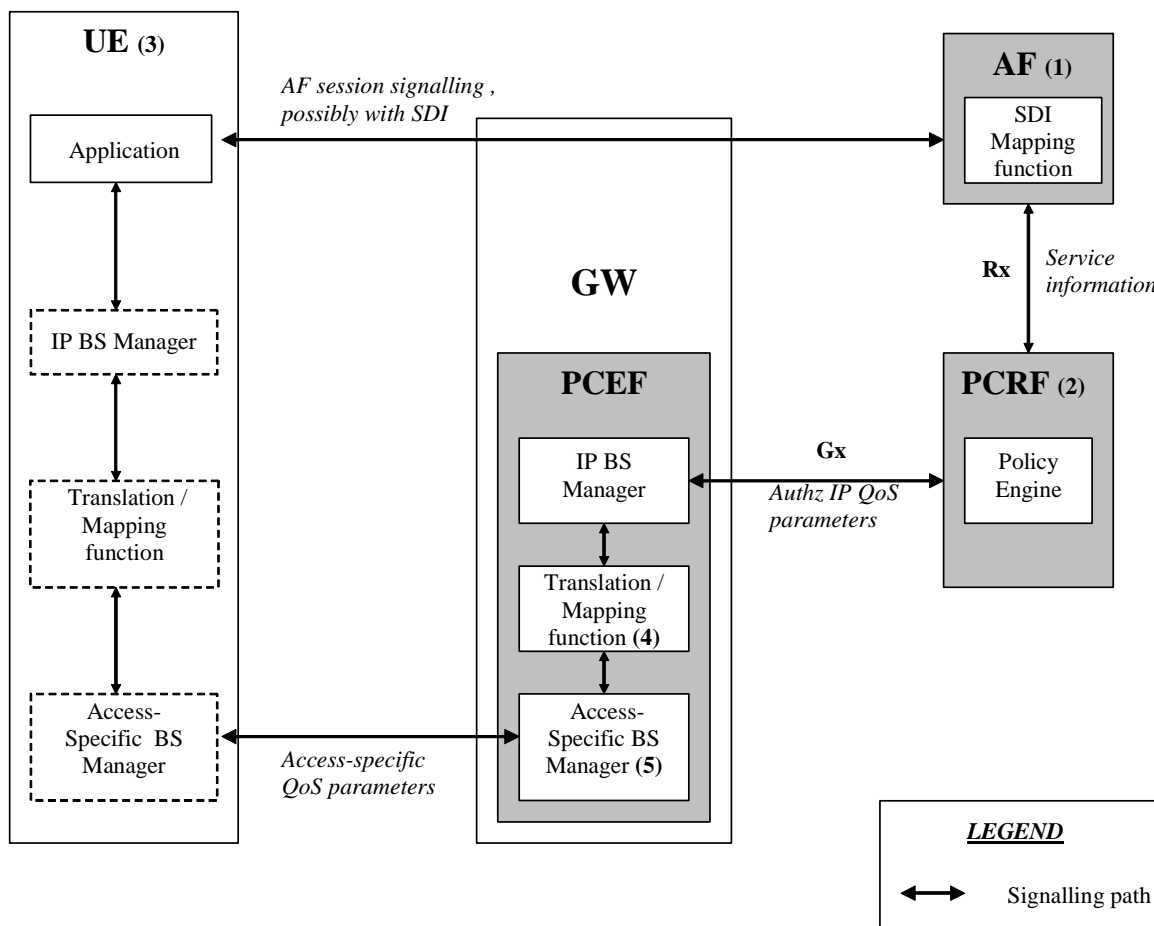 UE (3)
AF (1)
AF session signalling ,
possibly with SDI
SDI
Mapping
function
Application
Rx
Service
information
GW
IP BS Manager
PCEF
PCRF (2)
IP BS
Manager
Gx
Authz IP QoS
parameters
Policy
Engine
Translation /
Mapping
function
Translation /
Mapping
function (4)
Access-
Specific BS
Manager
Access-specific
QoS parameters
Access-
Specific BS
Manager (5)
LEGEND
Signalling path